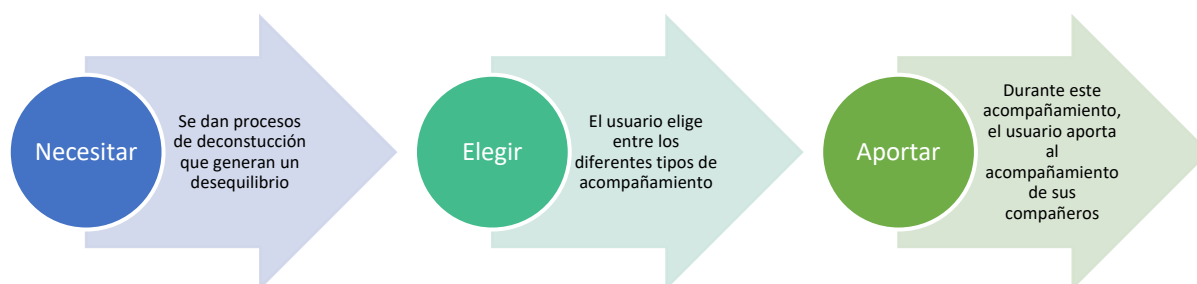 Necesitar
Se dan procesos
de deconstucción
que generan un
desequilibrio
Elegir
El usuario elige
entre los
diferentes tipos de
acompañamiento
Aportar
Durante este
acompañamiento,
el usuario aporta
al
acompañamiento
de sus
compañeros